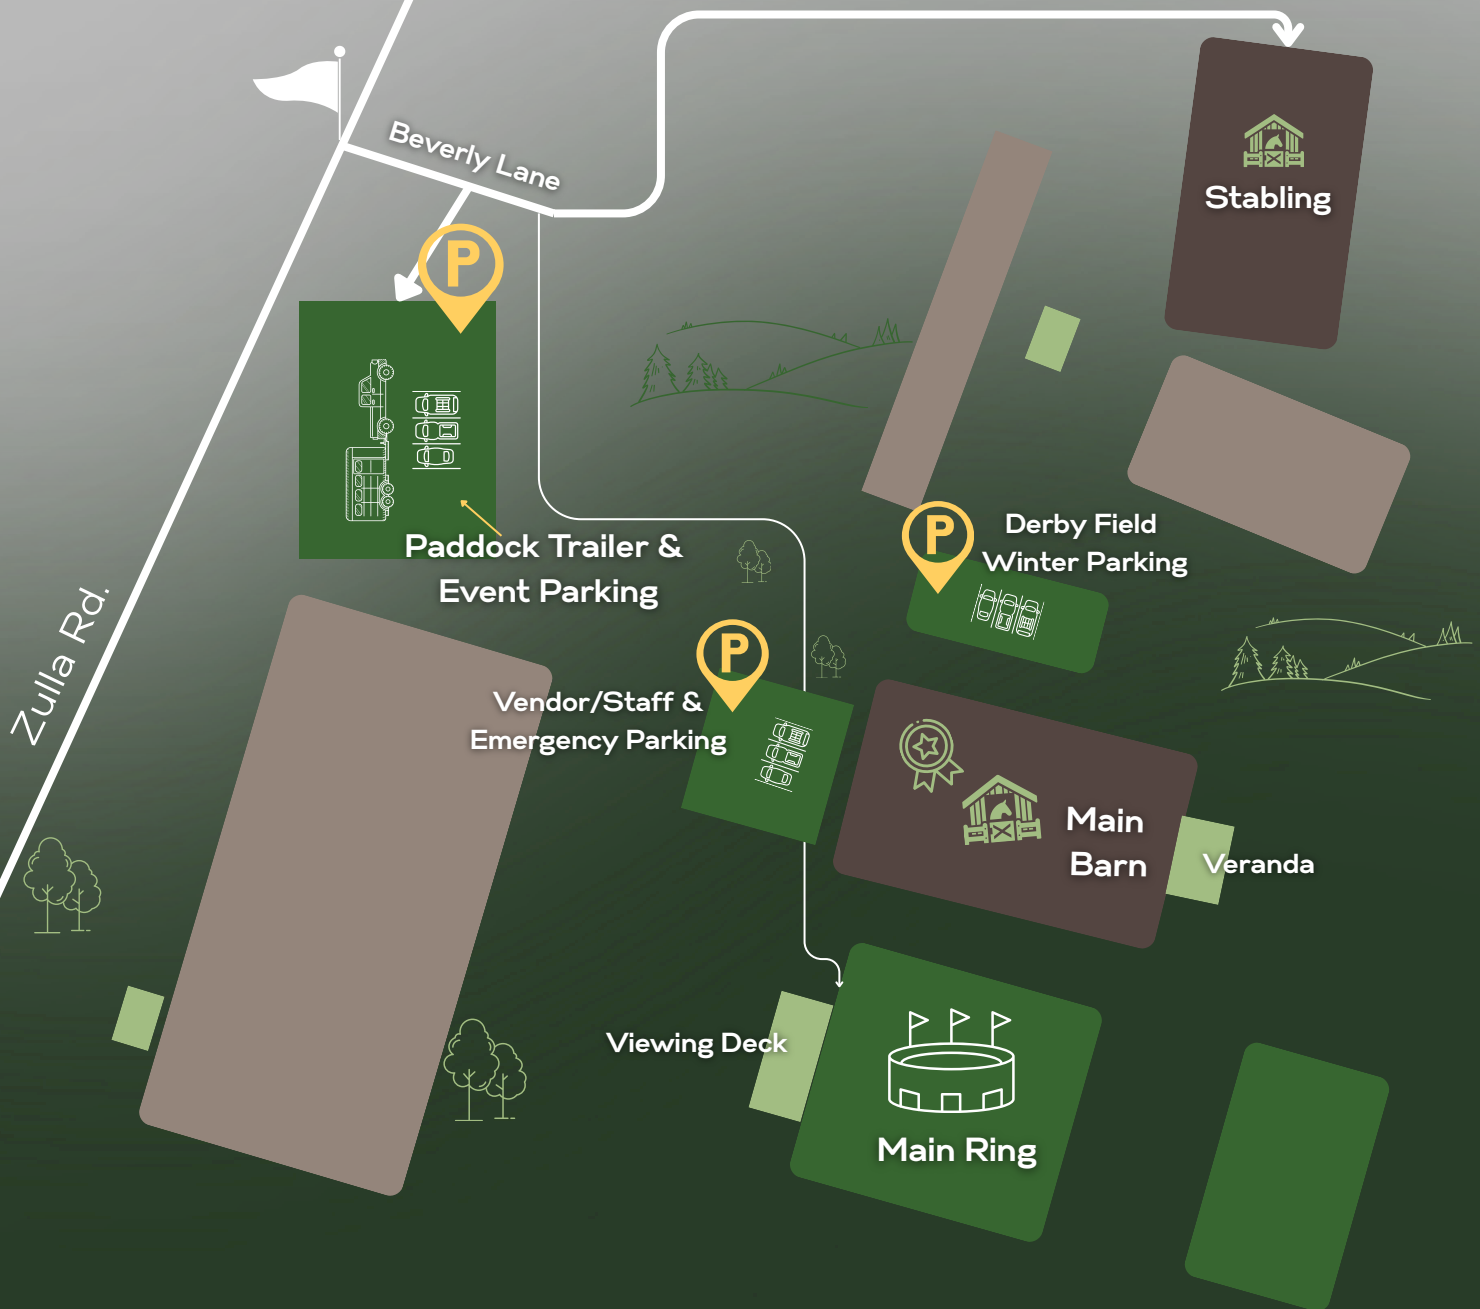 Beverly Lane
Stabling
P
Paddock Trailer &
Event Parking
P
Derby Field
Winter Parking
Zulla Rd.
P
Vendor/Staff &
Emergency Parking
Main
Barn
Veranda
Viewing Deck
Main Ring